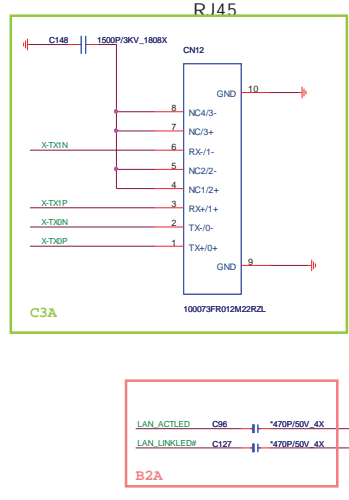 RJ45
C148 1500P/3KV_1808X
CN12
GND 10
8 NC4/3-
7 NC/3+
X-TX1N 6 RX-/1-
5 NC2/2-
4 NC1/2+
X-TX1P 3 RX+/1+
X-TX0N 2 TX-/0-
X-TX0P 1 TX+/0+
GND 9
C3A 100073FR012M22RZL
LAN_ACTLED C96 *470P/50V_4X
LAN_LINKLED# C127 *470P/50V_4X
B2A